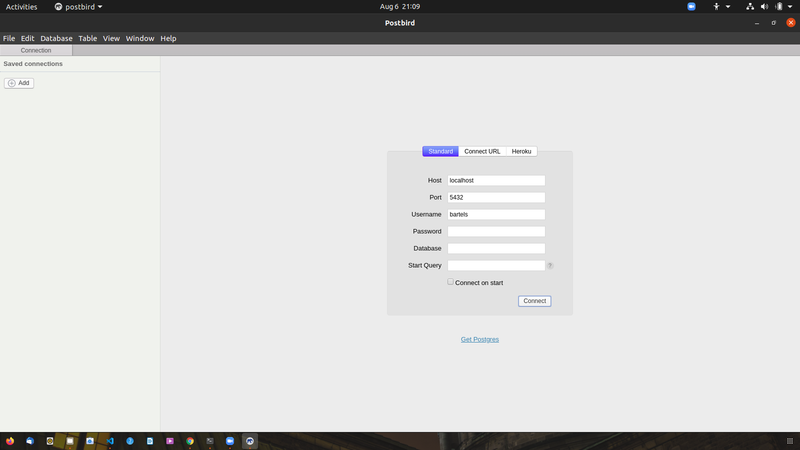 Activities postbird Aug 6 21:09
Postbird
File Edit Database Table View Window Help
Connection
Saved connections
Add
Standard Connect URL Heroku
Host localhost
Port 5432
Username bartels
Password
Database
Start Query ?
Connect on start
Connect
Get Postgres